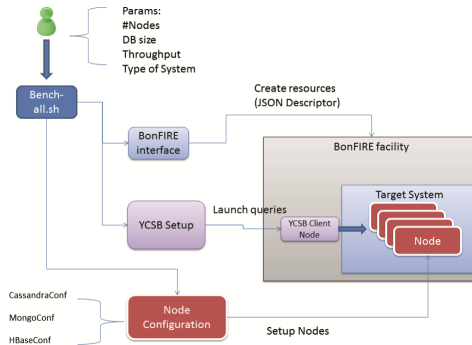 Params:
#Nodes
DB size
Throughput
Type of System
Bench-
all.sh
Create resources
(JSON Descriptor)
BonFIRE
interface
BonFIRE facility
Target System
Launch queries
YCSB Setup
YCSB Client
Node
Node
CassandraConf
MongoConf
HBaseConf
Node
Configuration
Setup Nodes